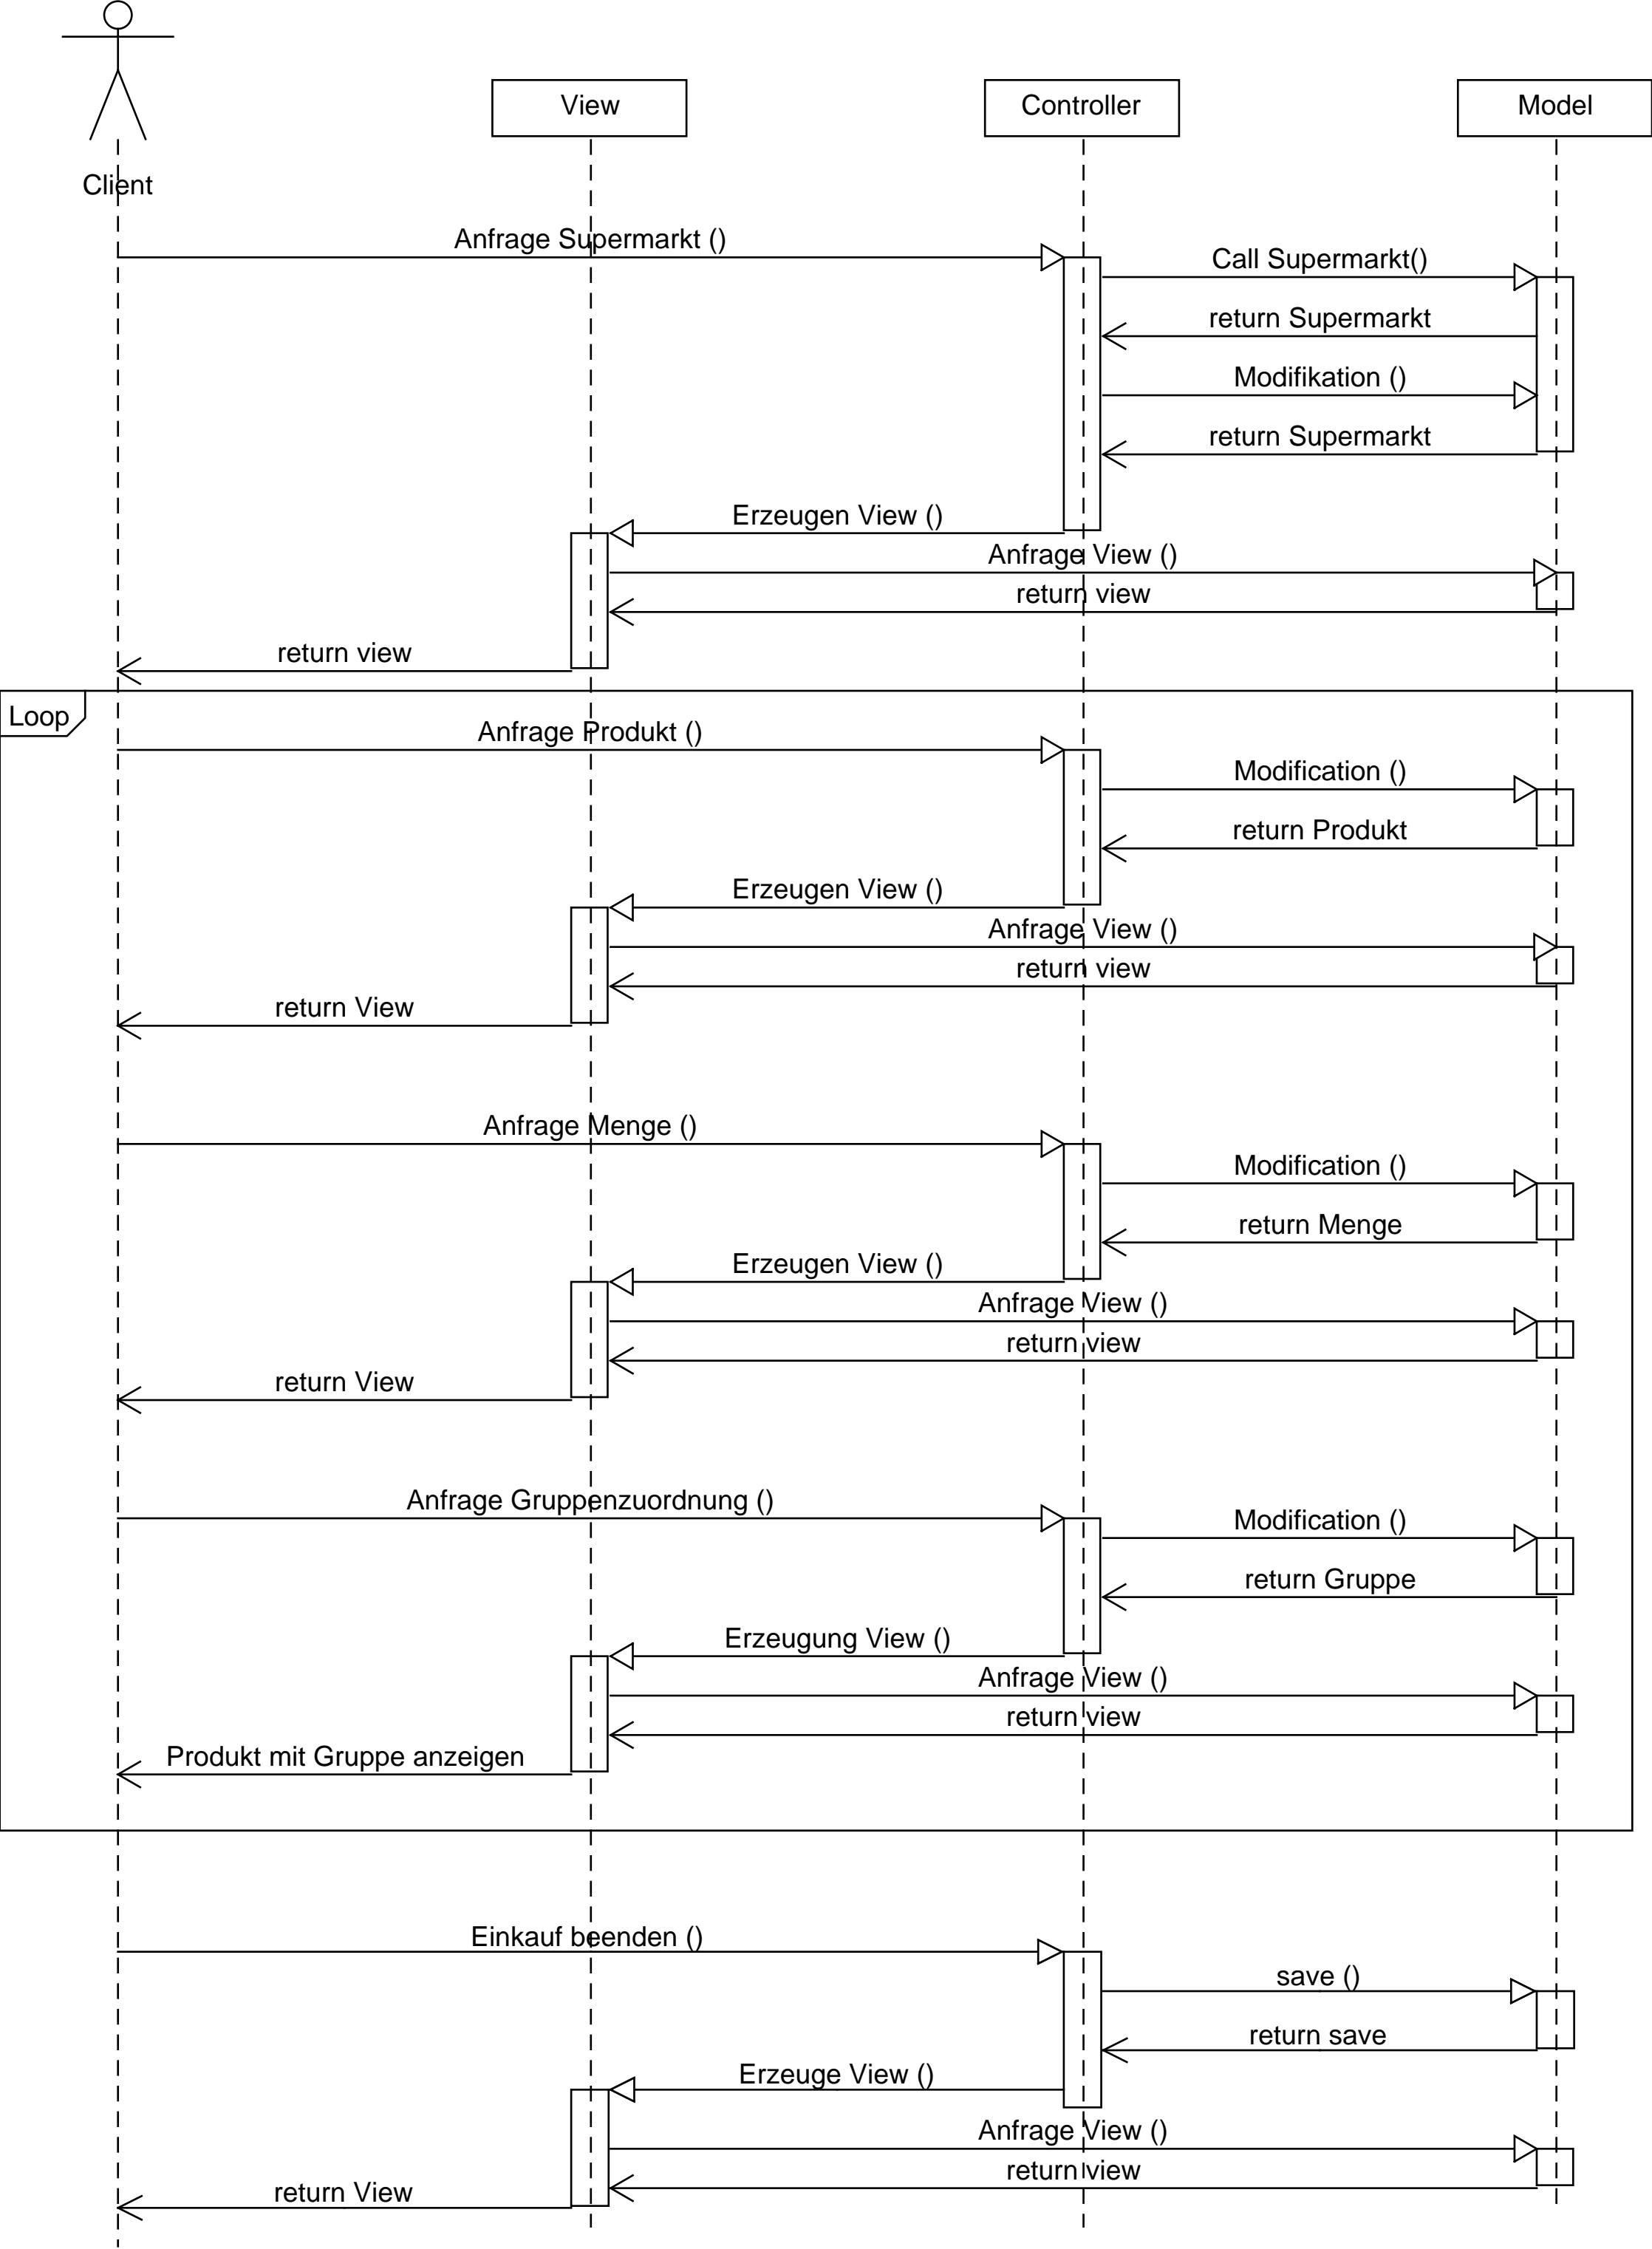 View
Controller
Model
Client
Anfrage Supermarkt ()
Call Supermarkt()
return Supermarkt
Modifikation ()
return Supermarkt
Erzeugen View ()
Anfrage View ()
return view
return view
Loop
Anfrage Produkt ()
Modification ()
return Produkt
Erzeugen View ()
Anfrage View ()
return view
return View
Anfrage Menge ()
Modification ()
return Menge
Erzeugen View ()
Anfrage View ()
return view
return View
Anfrage Gruppenzuordnung ()
Modification ()
return Gruppe
Erzeugung View ()
Anfrage View ()
return view
Produkt mit Gruppe anzeigen
Einkauf beenden ()
save ()
return save
Erzeuge View ()
Anfrage View ()
return view
return View